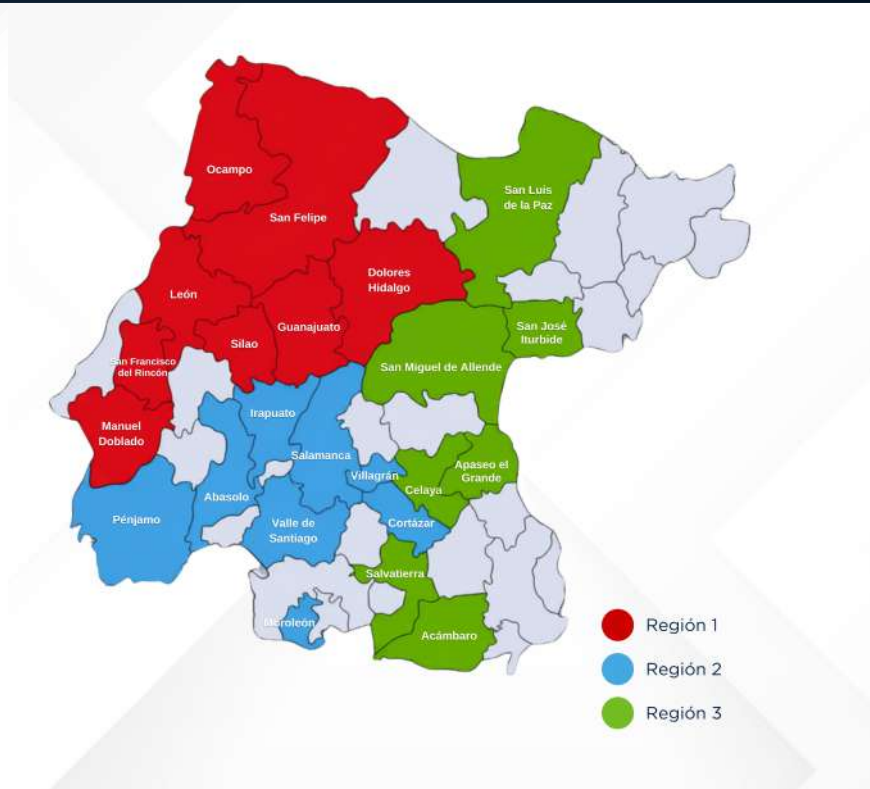 Ocampo
San Luis
de la Paz
San Felipe
Dolores
Hidalgo
León
Guanajuato
Silao
San José
Iturbide
San Francisco
del Rincón
San Miguel de Allende
Manuel
Doblado
Irapuato
Salamanca
Villagrán
Apaseo el
Grande
Celaya
Abasolo
Pénjamo
Valle de
Santiago
Cortázar
Salvatierra
Moroleón
Acámbaro
Región 1
Región 2
Región 3